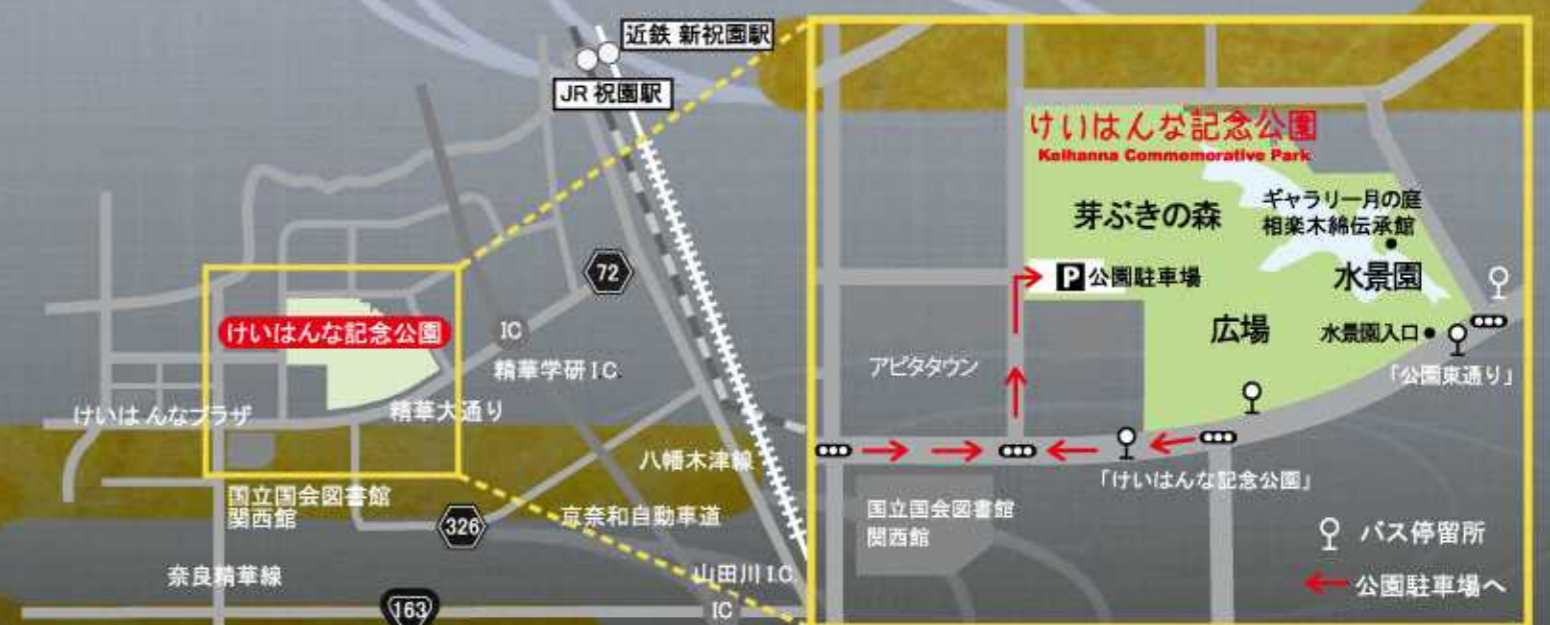 近鉄 新祝園駅
JR 祝園駅
72
けいはんな記念公園
IC
精華学研IC.
けいはんなプラザ
精華大通り
八幡木津線
国立国会図書館
関西館
326
京奈和自動車道
奈良精華線
山田川IC.
163
IC
けいはんな記念公園
Keihanna Commemorative Park
芽ぶきの森
ギャラリー月の庭
相楽木綿伝承館
P 公園駐車場
水景園
広場
水景園入口
アピタタウン
「公園東通り」
「けいはんな記念公園」
国立国会図書館
関西館
バス停留所
公園駐車場へ